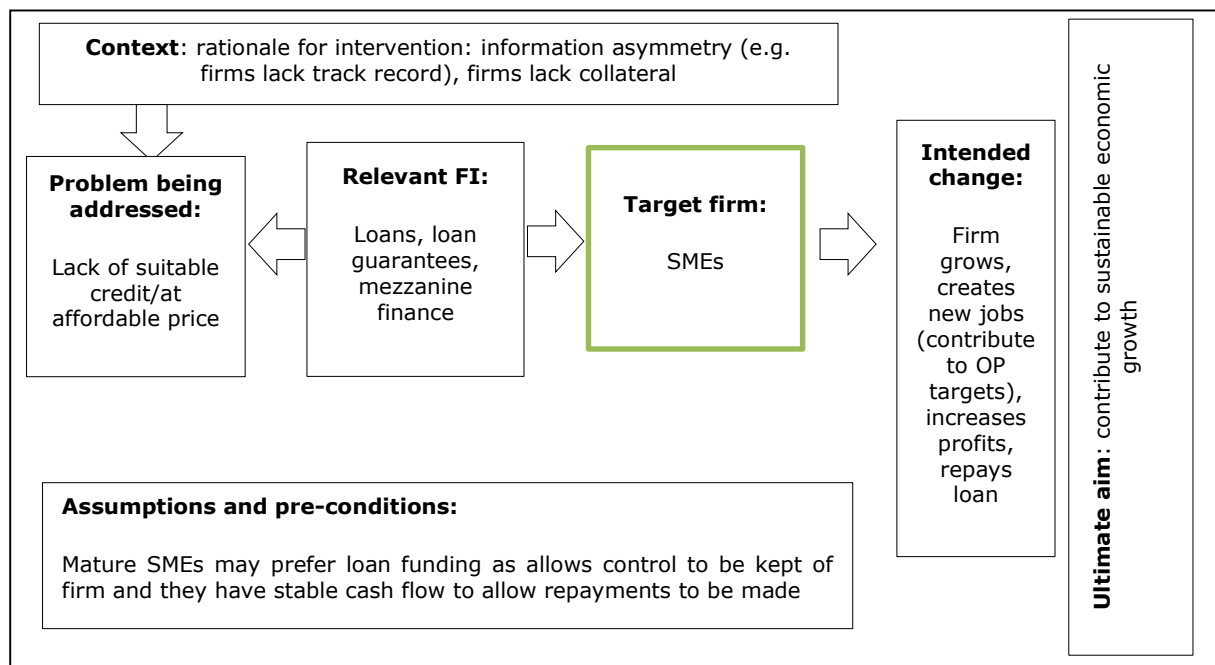 Context: rationale for intervention: information asymmetry (e.g.
firms lack track record), firms lack collateral
Problem being
addressed:
Lack of suitable
credit/at
affordable price
Relevant FI:
Loans, loan
guarantees,
mezzanine
finance
Target firm:
SMEs
Intended
change:
Firm
grows,
creates
new jobs
(contribute
to OP
targets),
increases
profits,
repays
loan
Ultimate aim: contribute to sustainable economic
growth
Assumptions and pre-conditions:
Mature SMEs may prefer loan funding as allows control to be kept of
firm and they have stable cash flow to allow repayments to be made